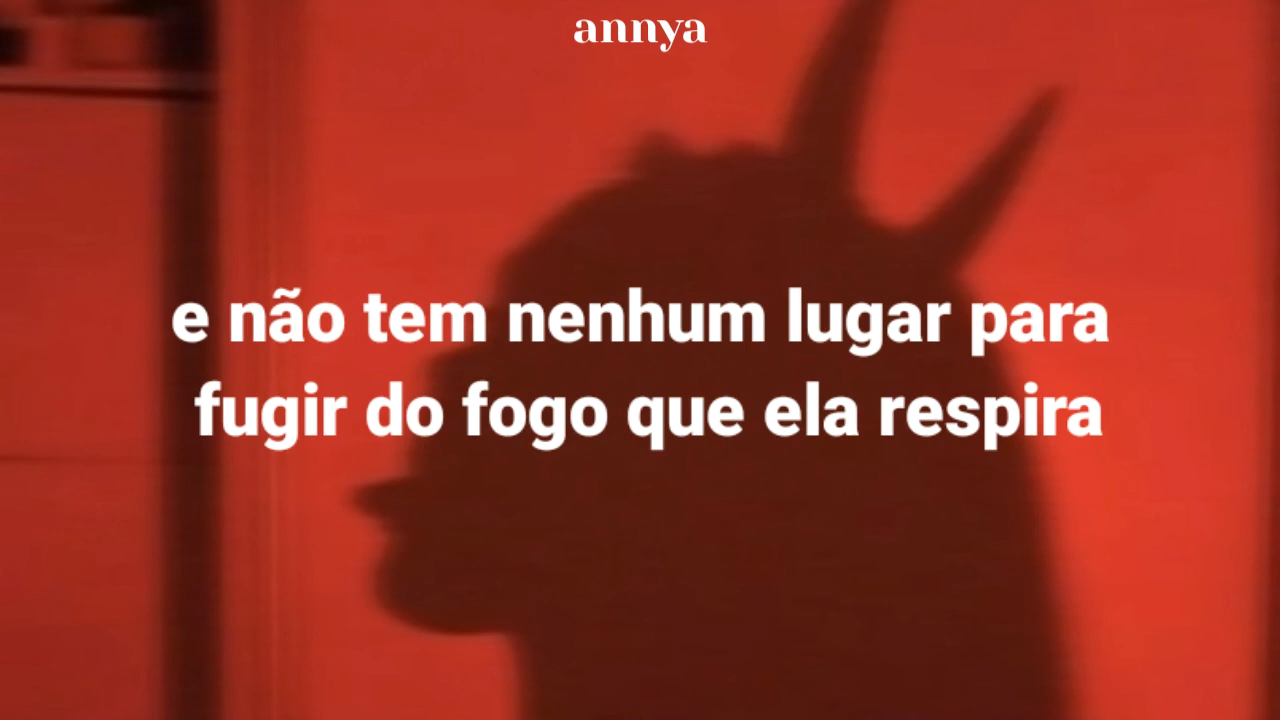 annya
e não tem nenhum lugar para
fugir do fogo que ela respira